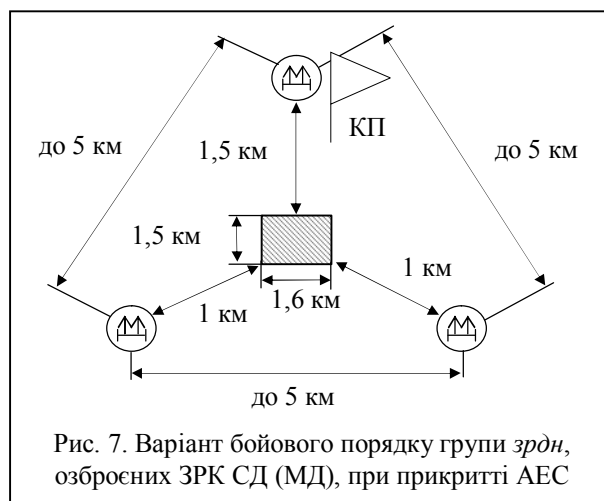 КП
до 5 км
1,5 км
до 5 км
1,5 км
1 км
1,6 км
1 км
до 5 км
Рис. 7. Варіант бойового порядку групи зрдн,
озброєних ЗРК СД (МД), при прикритті АЕС